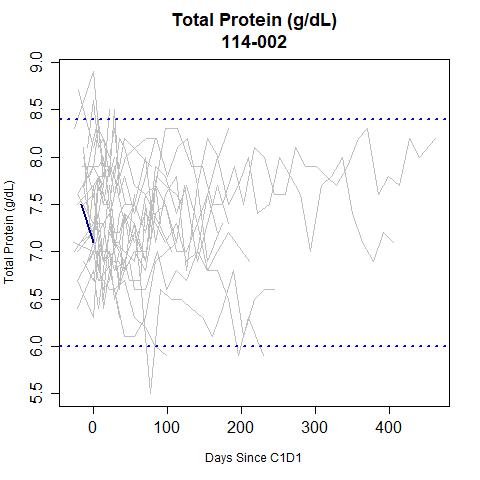 Total Protein (g/dL)
114-002
Total Protein (g/dL)
9.0
8.5
8.0
7.5
7.0
6.5
6.0
5.5
0 100 200 300 400
Days Since C1D1